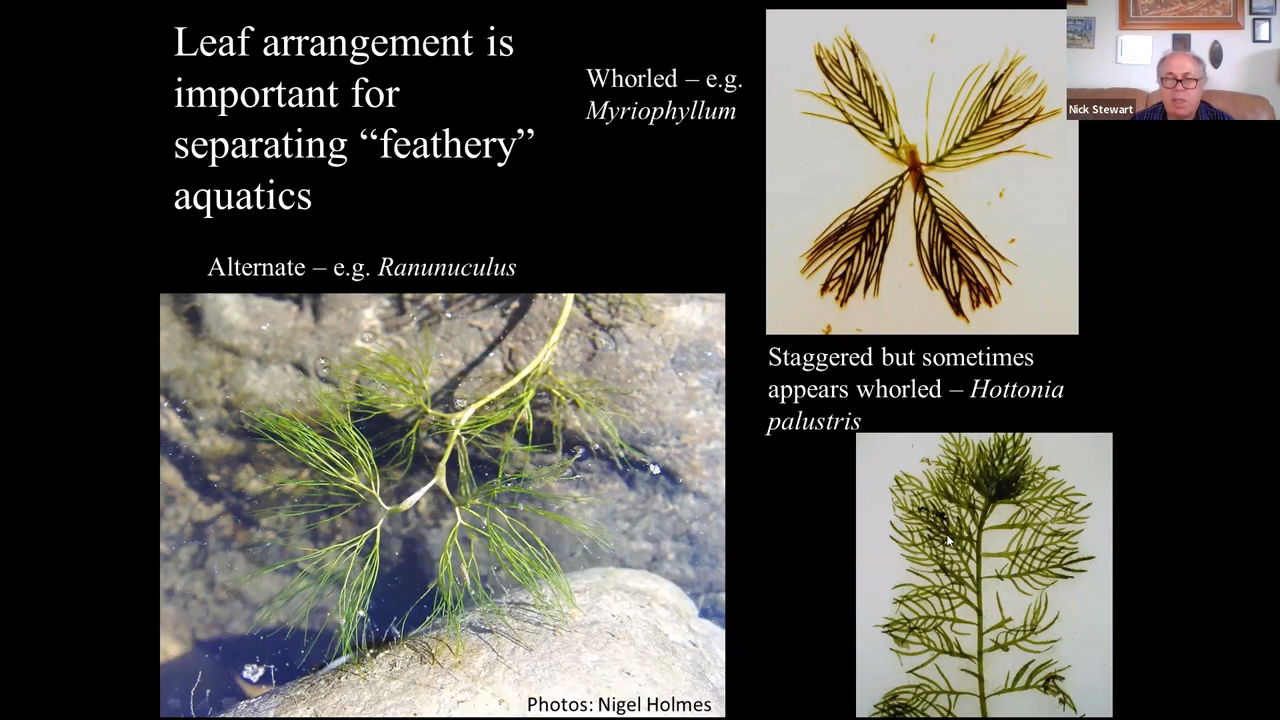 Leaf arrangement is
important for
separating “feathery”
aquatics
Whorled – e.g.
Myriophyllum
Nick Stewart
Alternate – e.g. Ranunuculus
Staggered but sometimes
appears whorled – Hottonia
palustris
Photos: Nigel Holmes